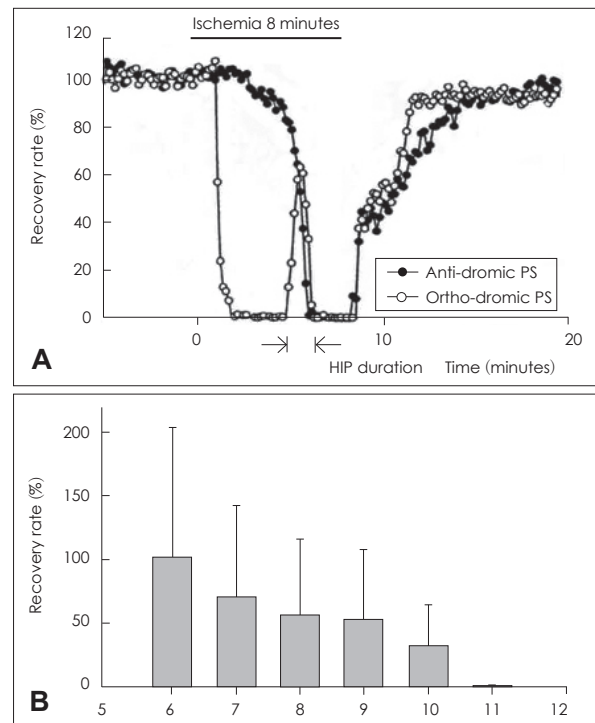 Ischemia 8 minutes
120
100
80
60
40
20
0
Recovery rate (%)
Anti-dromic PS
Ortho-dromic PS
0
10
20
HIP duration
Time (minutes)
A
200
150
100
50
0
Recovery rate (%)
5
6
7
8
9
10
11
12
B